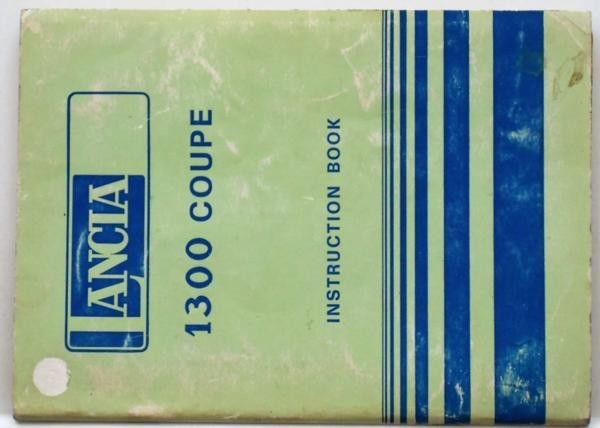 LANCIA
1300 COUPE
INSTRUCTION BOOK